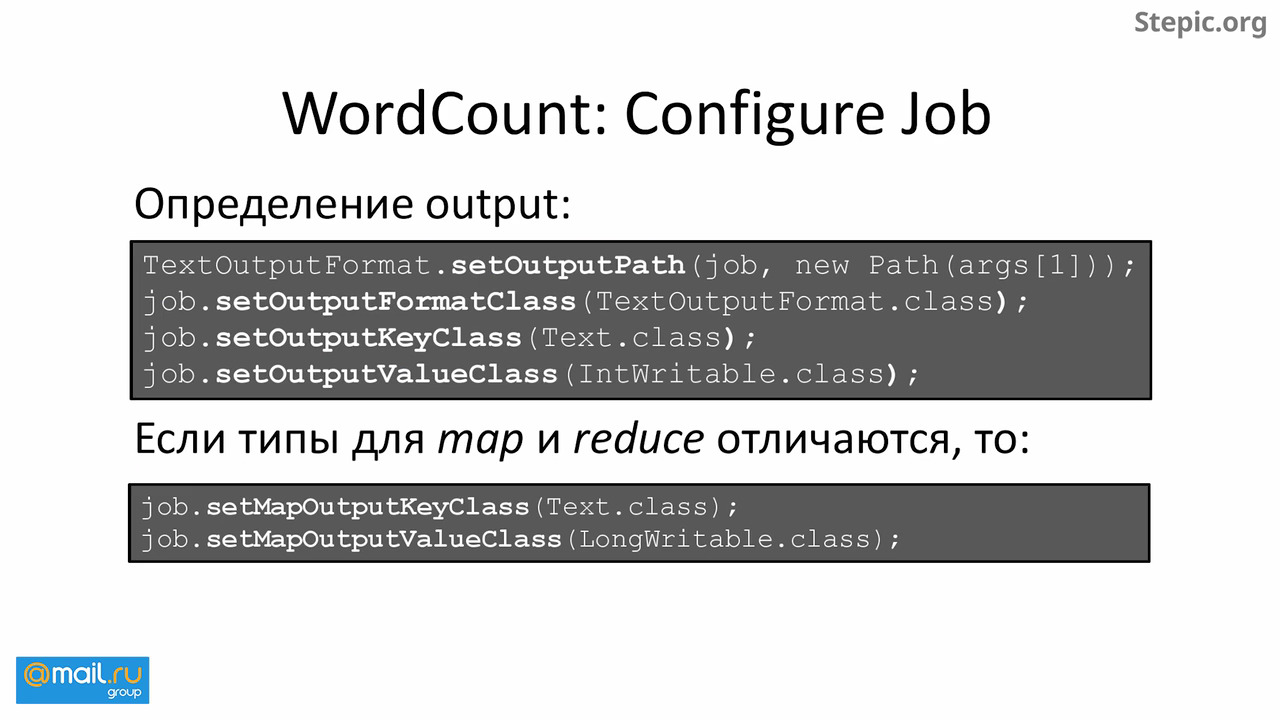 Stepic.org
WordCount: Configure Job
Определение output:
TextOutputFormat.setOutputPath(job, new Path(args[1]));
job.setOutputFormatClass(TextOutputFormat.class);
job.setOutputKeyClass(Text.class);
job.setOutputValueClass(IntWritable.class);
Если типы для map и reduce отличаются, то:
job.setMapOutputKeyClass(Text.class);
job.setMapOutputValueClass(LongWritable.class);
@mail.ru
group